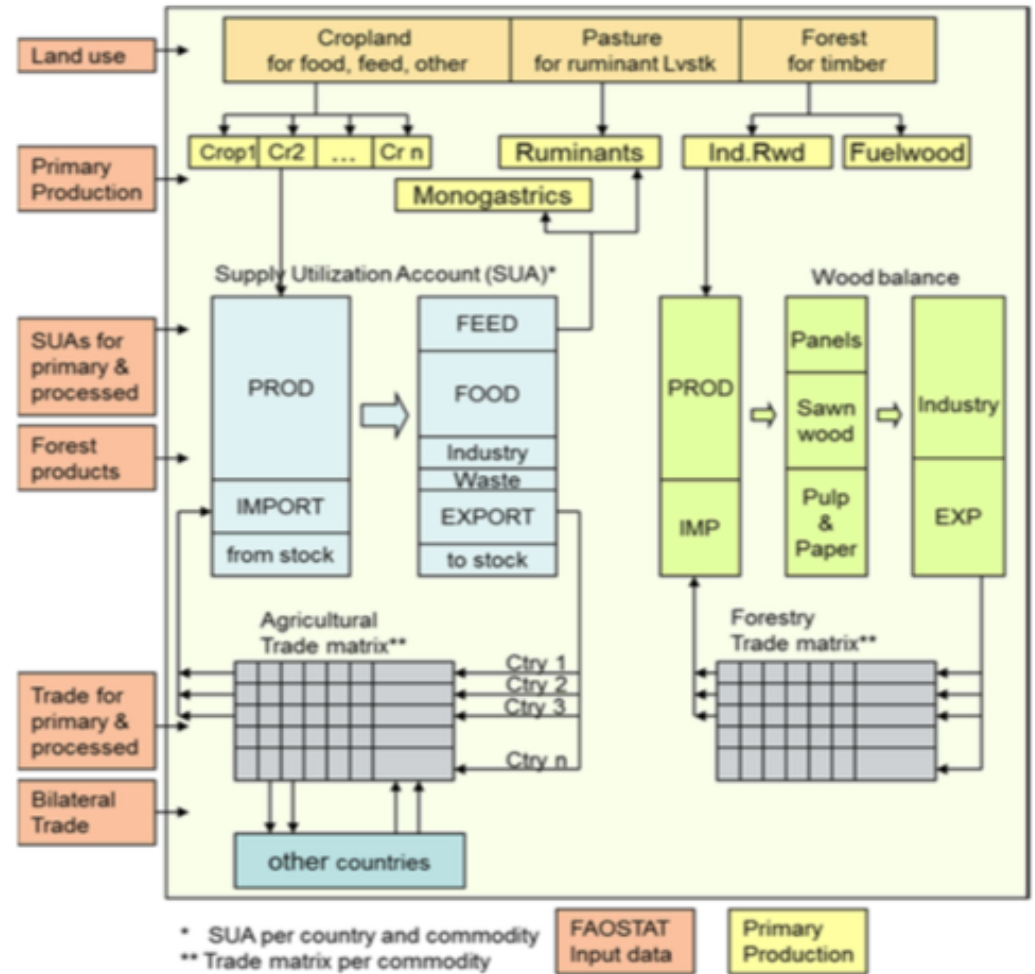 Land use
Cropland
for food, feed, other
Pasture
for ruminant Lvstk
Forest
for timber
Primary
Production
Crop1
Cr2
...
Cr n
Ruminants
Ind.Rwd
Fuelwood
Monogastrics
Supply Utilization Account (SUA)*
Wood balance
SUAs for
primary &
processed
Forest
products
PROD
IMPORT
from stock
FEED
FOOD
Industry
Waste
EXPORT
to stock
PROD
IMP
Panels
Sawn
wood
Pulp
&
Paper
Industry
EXP
Agricultural
Trade matrix**
Ctry 1
Ctry 2
Ctry 3
Ctry n
Forestry
Trade matrix**
Trade for
primary &
processed
Bilateral
Trade
other countries
* SUA per country and commodity
** Trade matrix per commodity
FAOSTAT
Input data
Primary
Production